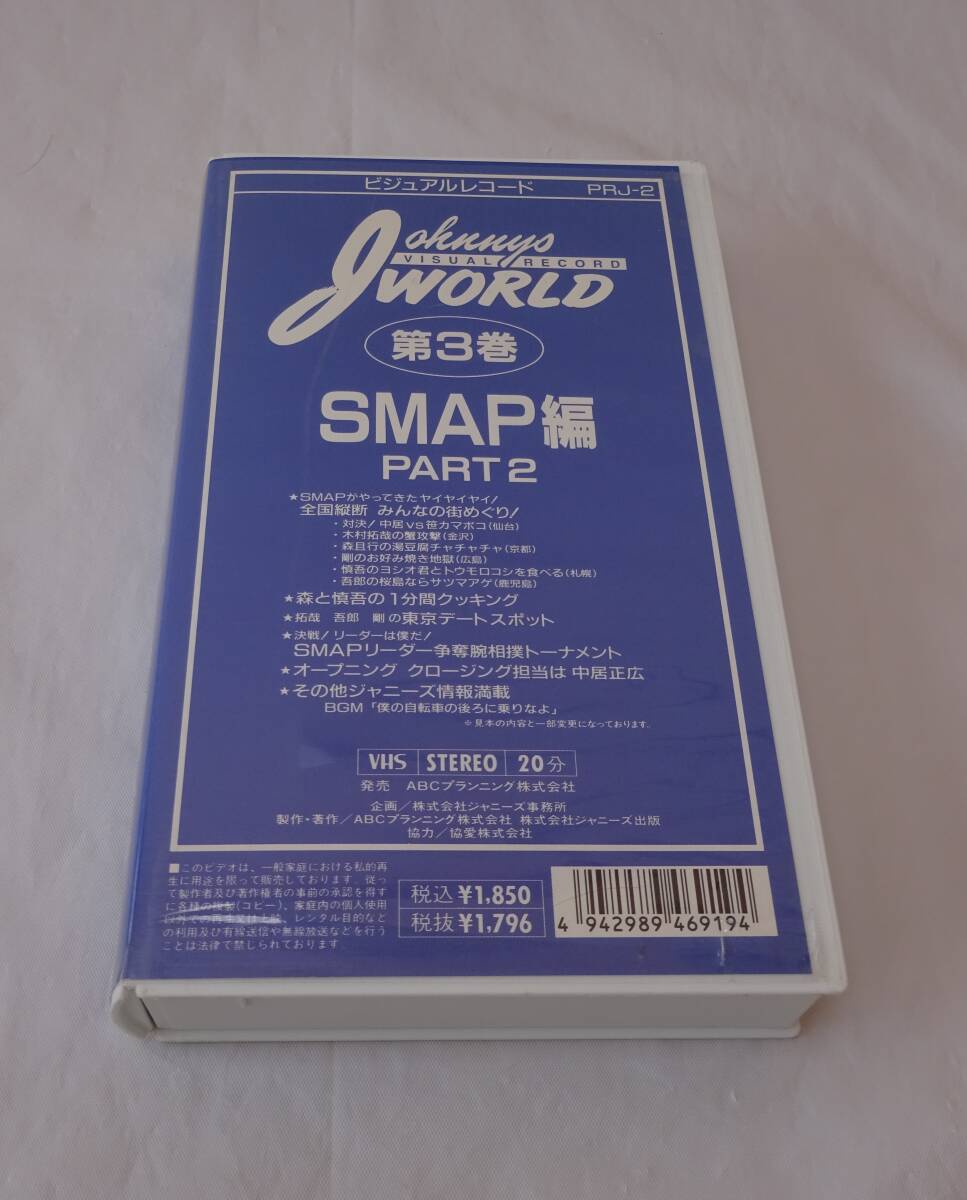 ビジュアルレコード PRJ-2
Johnnys
VISUAL RECORD
WORLD
第3巻
SMAP編
PART2
★SMAPがやってきたヤイヤイヤイ!
全国縦断 みんなの街めぐり!
・対決!中居vs笹カマボコ(仙台)
・木村拓哉の蟹攻撃(金沢)
・森且行の湯豆腐チャチャチャ(京都)
・剛のお好み焼き地獄(広島)
・慎吾のヨシオ君とトウモロコシを食べる(札幌)
・吾郎の桜島ならサツマアゲ(鹿児島)
★森と慎吾の1分間クッキング
★拓哉 吾郎 剛の東京デートスポット
★決戦!リーダーは僕だ!
SMAPリーダー争奪腕相撲トーナメント
★オープニング クロージング担当は 中居正広
★その他ジャニーズ情報満載
BGM「僕の自転車の後ろに乗りなよ」
※見本の内容と一部変更になっております。
VHS STEREO 20分
発売 ABCプランニング株式会社
企画/株式会社ジャニーズ事務所
製作・著作/ABCプランニング株式会社 株式会社ジャニーズ出版
協力/協愛株式会社
■このビデオは、一般家庭における私的再
生に用途を限って販売しております。従っ
て製作者及び著作権者の事前の承認を得ず
に各種の複製(コピー)、家庭内の個人使用
以外での再生又は上映、レンタル目的など
の利用及び有線送信や無線放送などを行う
ことは法律で禁じられております。
税込¥1,850
税抜¥1,796
4 942989 469194